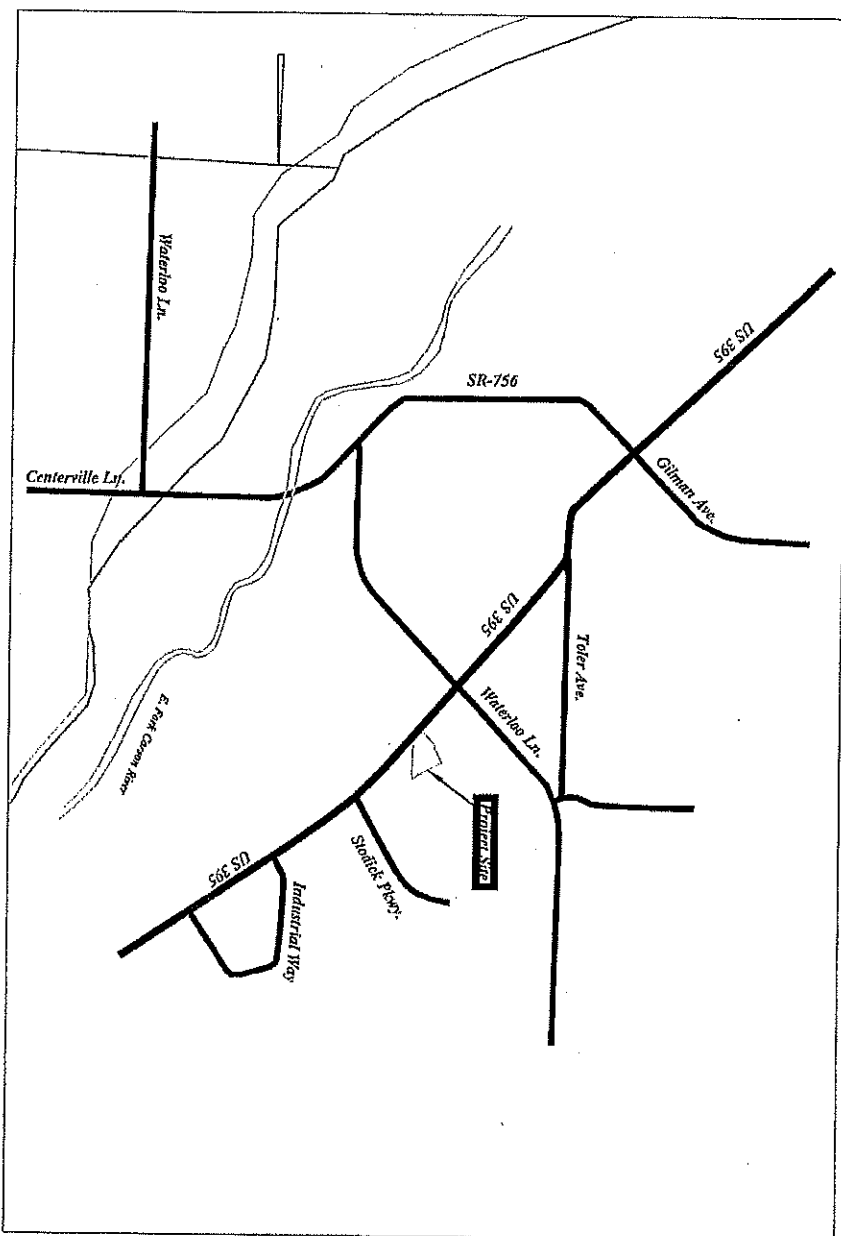 Waterloo Ln.
Centerville Ln.
SR-756
US 395
Gilman Ave.
US 395
Toler Ave.
Waterloo Ln.
E. Fork Carson River
Project Site
Stodick Pkwy.
US 395
Industrial Way